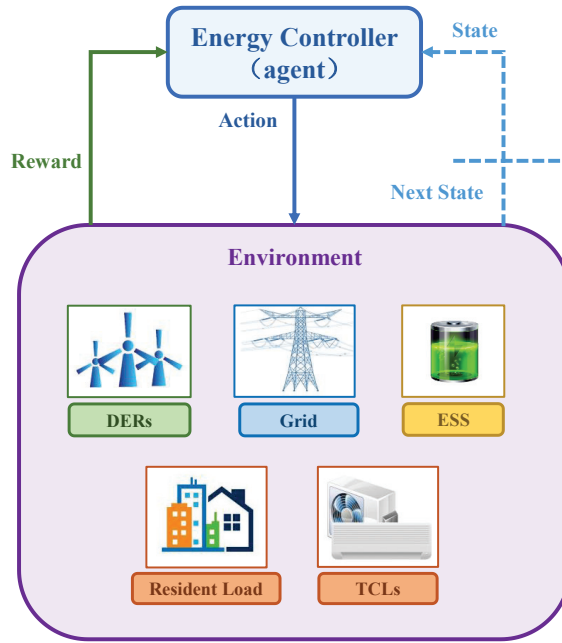 Energy Controller
（agent）
State
Action
Reward
Next State
Environment
DERs
Grid
ESS
Resident Load
TCLs